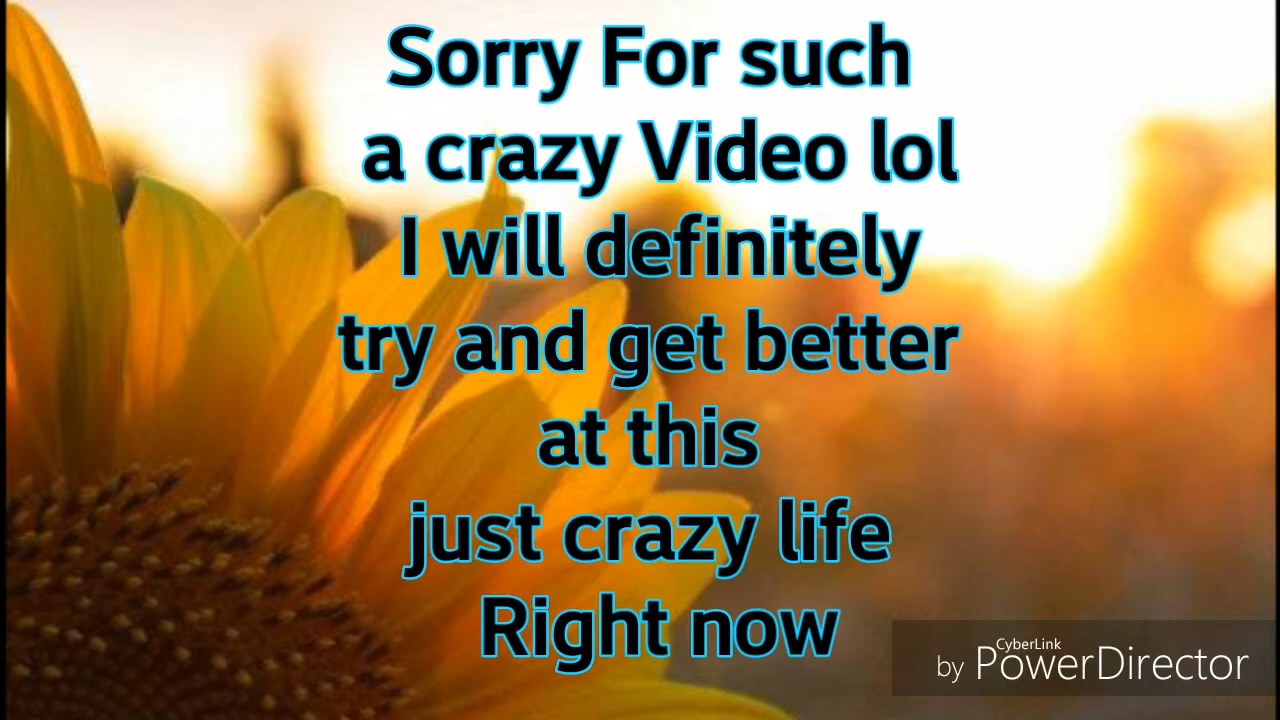 Sorry For such
a crazy Video lol
I will definitely
try and get better
at this
just crazy life
Right now
CyberLink
by PowerDirector